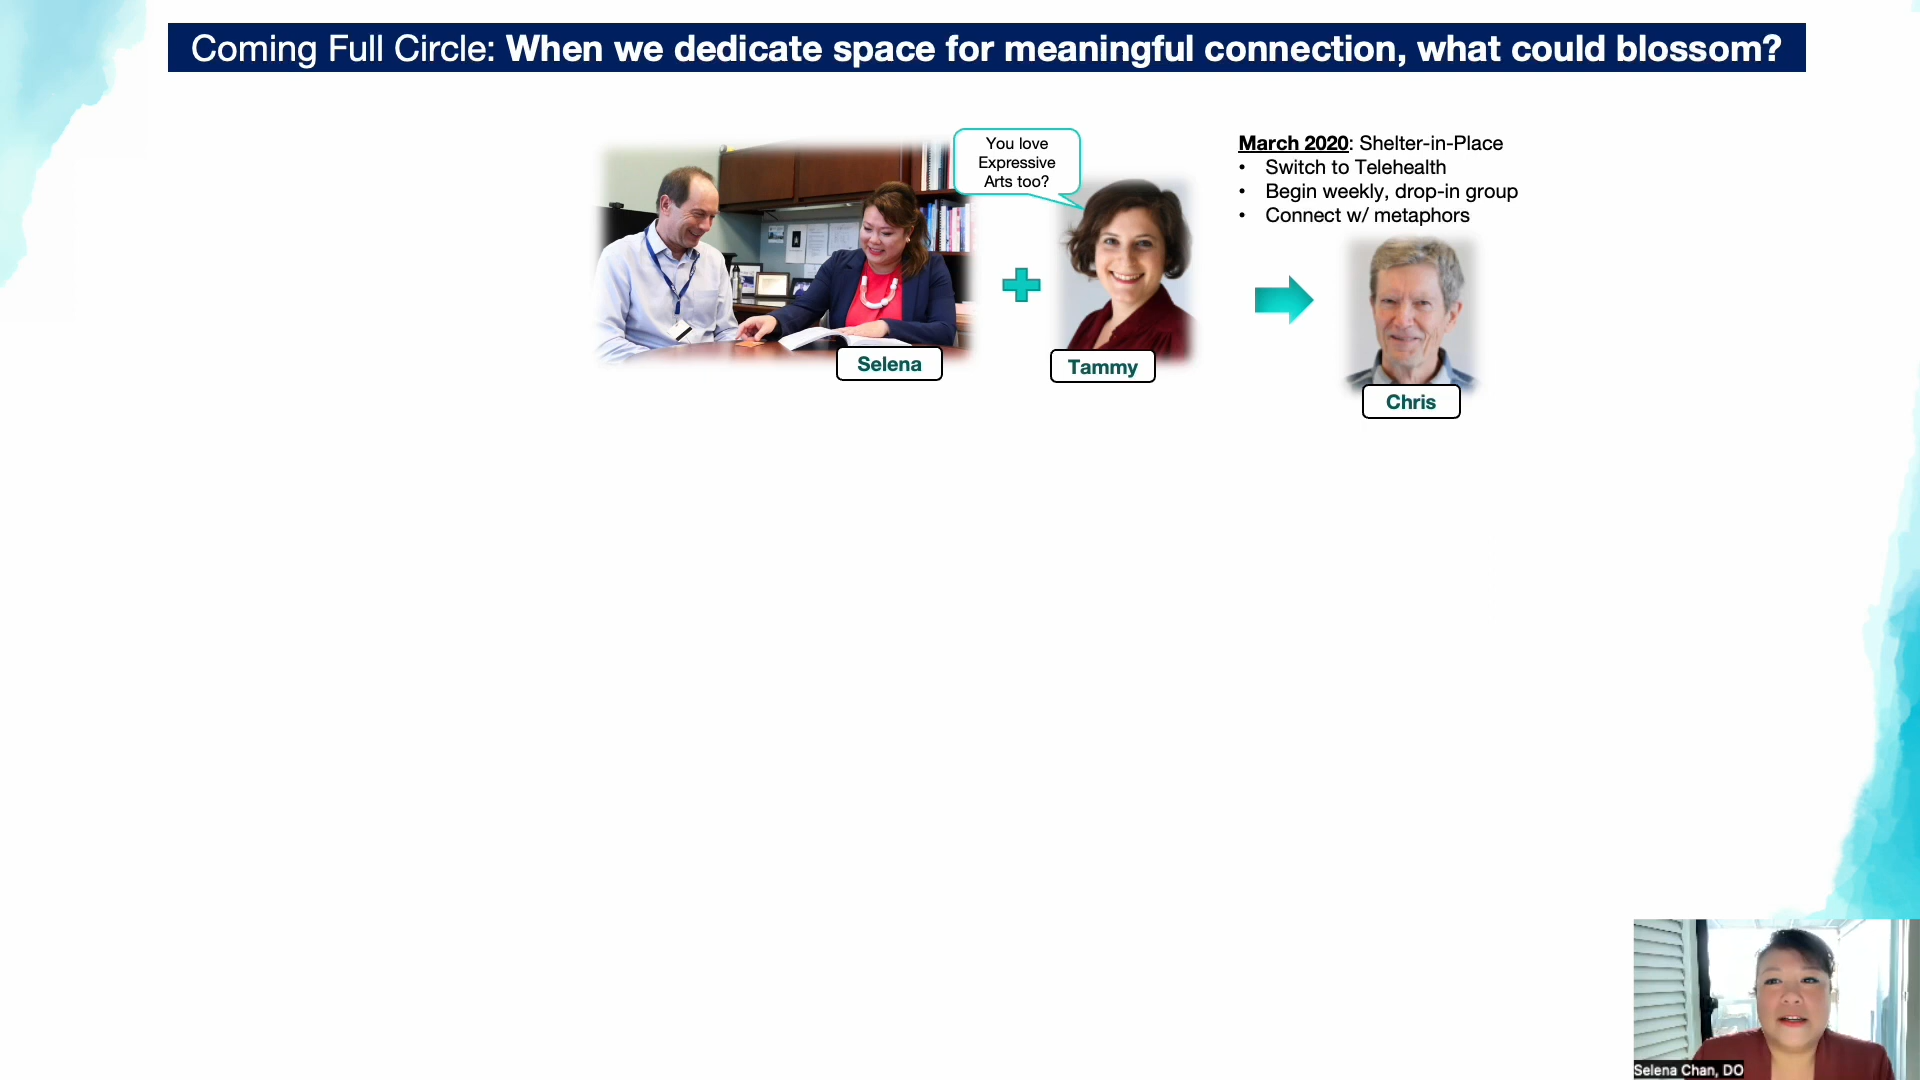 Coming Full Circle: When we dedicate space for meaningful connection, what could blossom?
You love
Expressive
Arts too?
March 2020: Shelter-in-Place
• Switch to Telehealth
• Begin weekly, drop-in group
• Connect w/ metaphors
Selena
Tammy
Chris
Selena Chan, DO